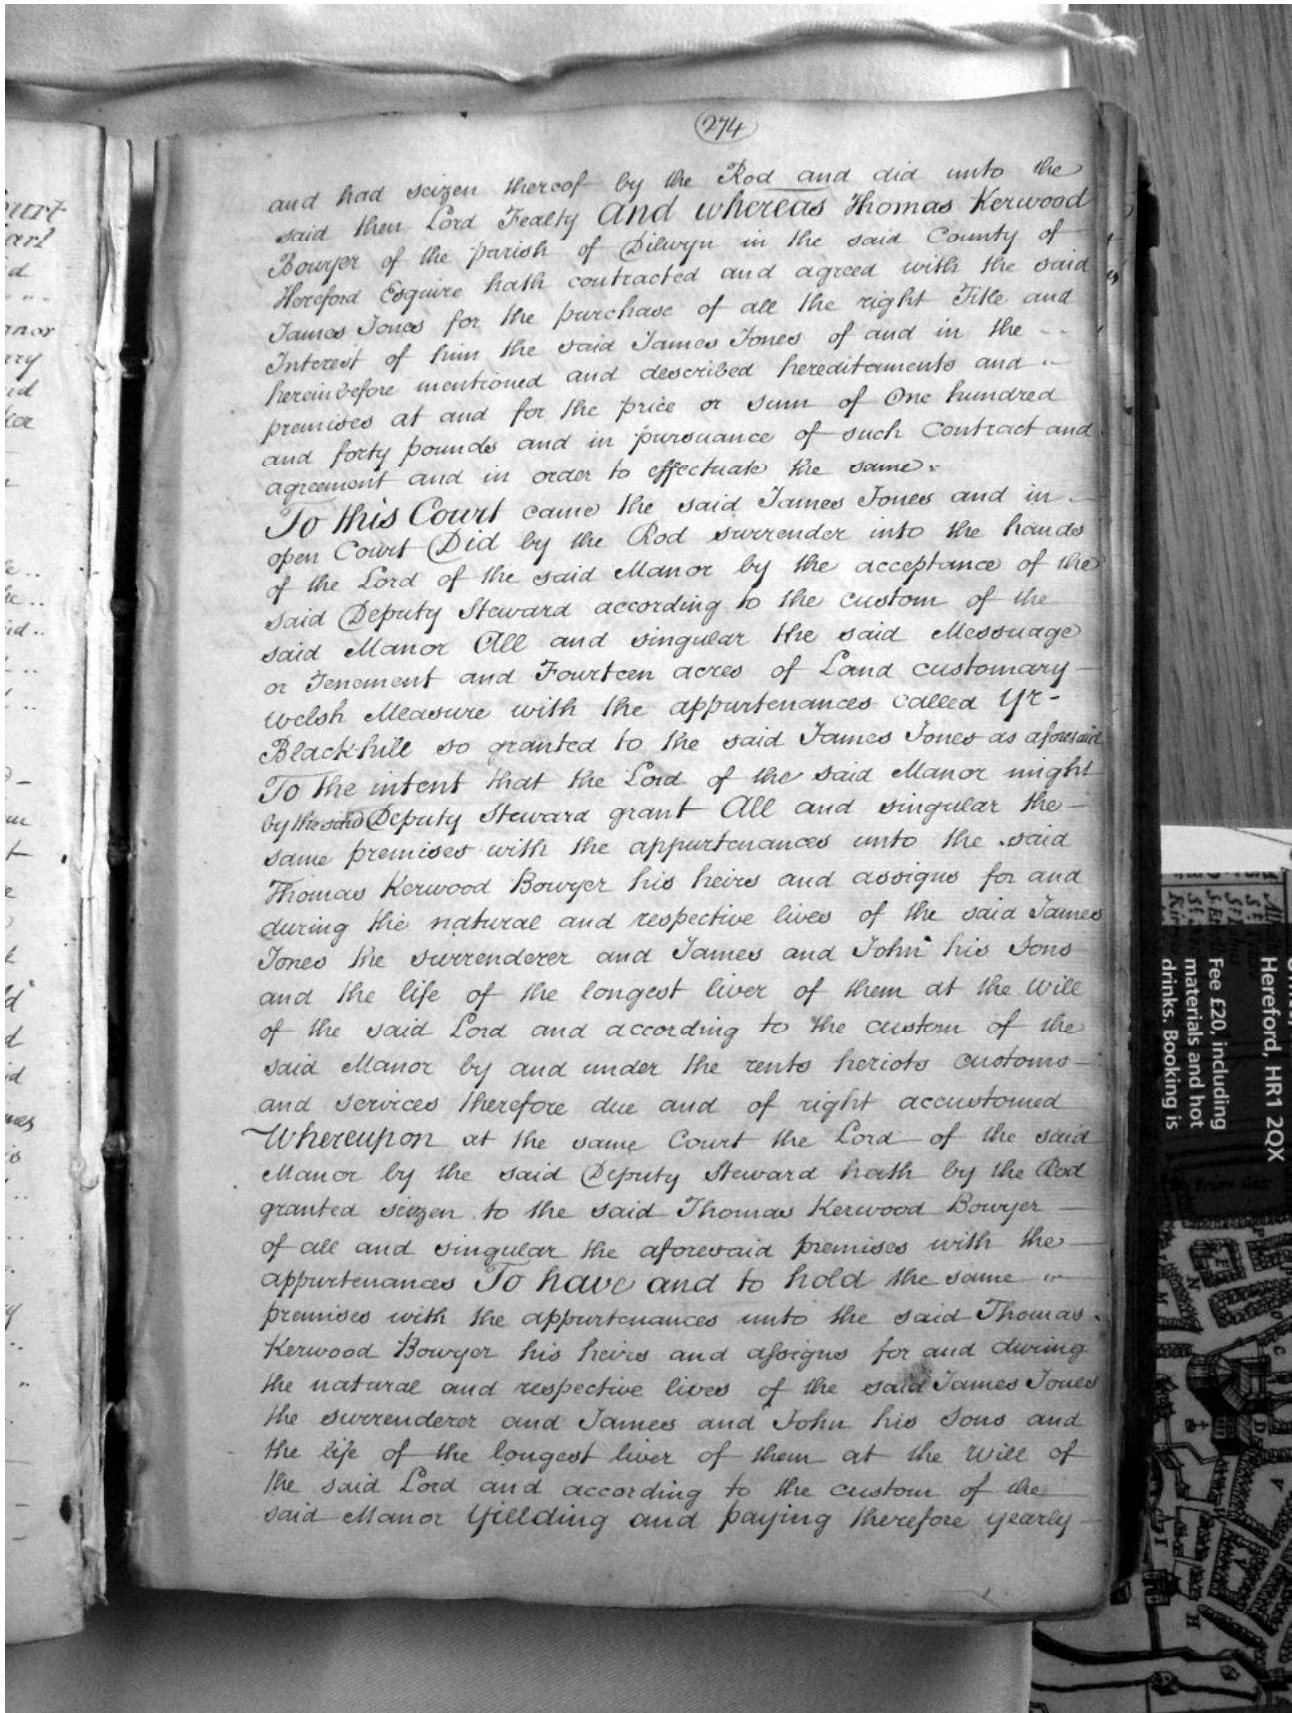 274
and had seizen thereof by the Rod and did unto the
said then Lord Fealty And whereas Thomas Kerwood
Bowyer of the parish of Dilwyn in the said County of
Hereford Esquire hath contracted and agreed with the said
James Jones for the purchase of all the right Title and
Interest of him the said James Jones of and in the
hereinbefore mentioned and described hereditaments and
premises at and for the price or sum of One hundred
and forty pounds and in pursuance of such Contract and
agreement and in order to effectuate the same.
To this Court came the said James Jones and in
open Court Did by the Rod surrender into the hands
of the Lord of the said Manor by the acceptance of the
said Deputy Steward according to the custom of the
said Manor All and singular the said Messuage
or Tenement and Fourteen acres of Land customary
Welsh Measure with the appurtenances called Yr-
Black-hill so granted to the said James Jones as aforesaid
To the intent that the Lord of the said Manor might
by the said Deputy Steward grant All and singular the
same premises with the appurtenances unto the said
Thomas Kerwood Bowyer his heirs and assigns for and
during the natural and respective lives of the said James
Jones the surrenderer and James and John his Sons
and the life of the longest liver of them at the Will
of the said Lord and according to the custom of the
said Manor by and under the rents heriots customs
and services therefore due and of right accustomed
Whereupon at the same Court the Lord of the said
Manor by the said Deputy Steward hath by the Rod
granted seizen to the said Thomas Kerwood Bowyer
of all and singular the aforesaid premises with the
appurtenances To have and to hold the same
premises with the appurtenances unto the said Thomas
Kerwood Bowyer his heirs and assigns for and during
the natural and respective lives of the said James Jones
the surrenderer and James and John his Sons and
the life of the longest liver of them at the Will of
the said Lord and according to the custom of the
said Manor Yiellding and paying therefore yearly
Hereford, HR1 2QX
Fee £20, including
materials and hot
drinks. Booking is